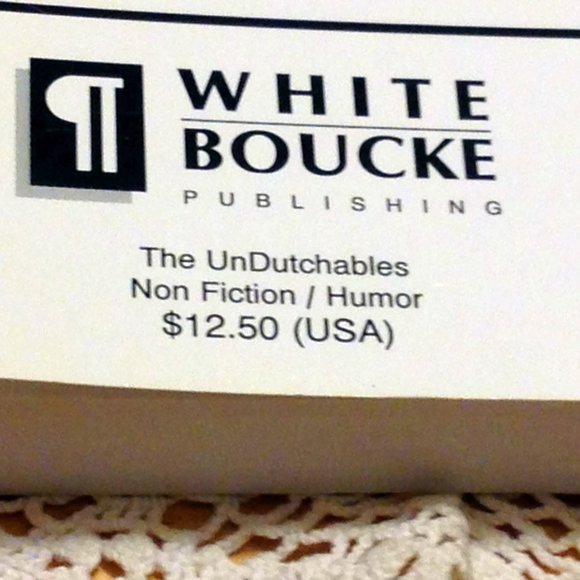 WHITE
BOUCKE
PUBLISHING
The UnDutchables
Non Fiction / Humor
$12.50 (USA)